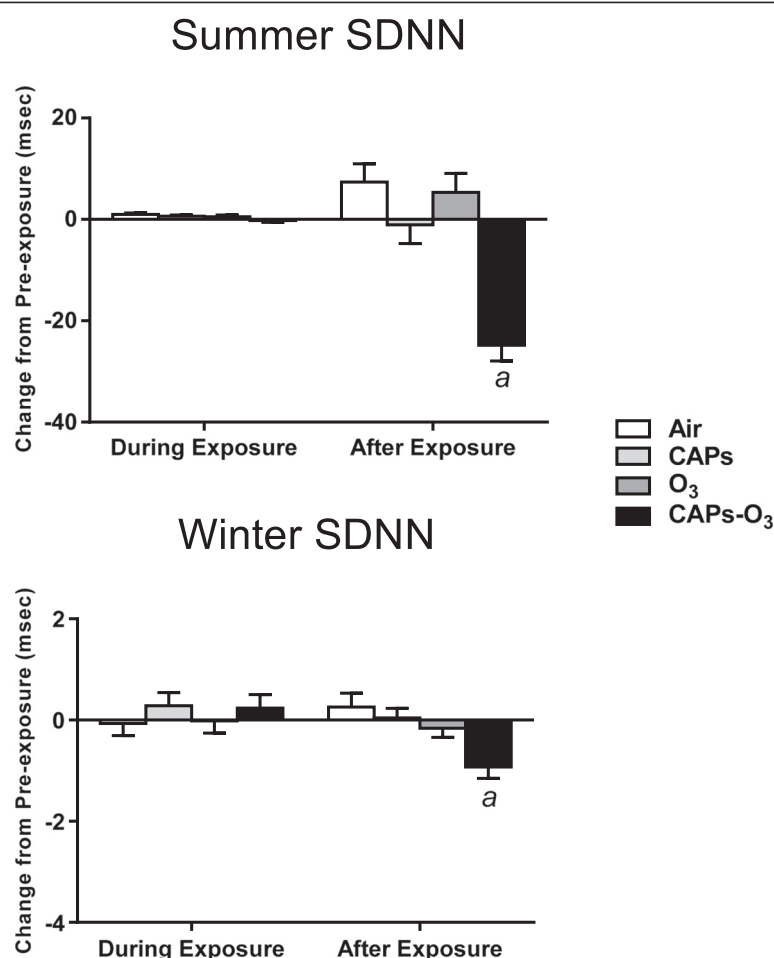 Summer SDNN
Change from Pre-exposure (msec)
20
0
-20
-40
a
During Exposure
After Exposure
Air
CAPs
O₃
CAPs-O₃
Winter SDNN
Change from Pre-exposure (msec)
2
0
-2
-4
a
During Exposure
After Exposure